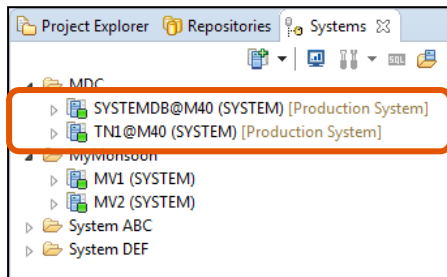 Project Explorer Repositories Systems
SQL
MDC
SYSTEMDB@M40 (SYSTEM) [Production System]
TN1@M40 (SYSTEM) [Production System]
MyMonsoon
MV1 (SYSTEM)
MV2 (SYSTEM)
System ABC
System DEF